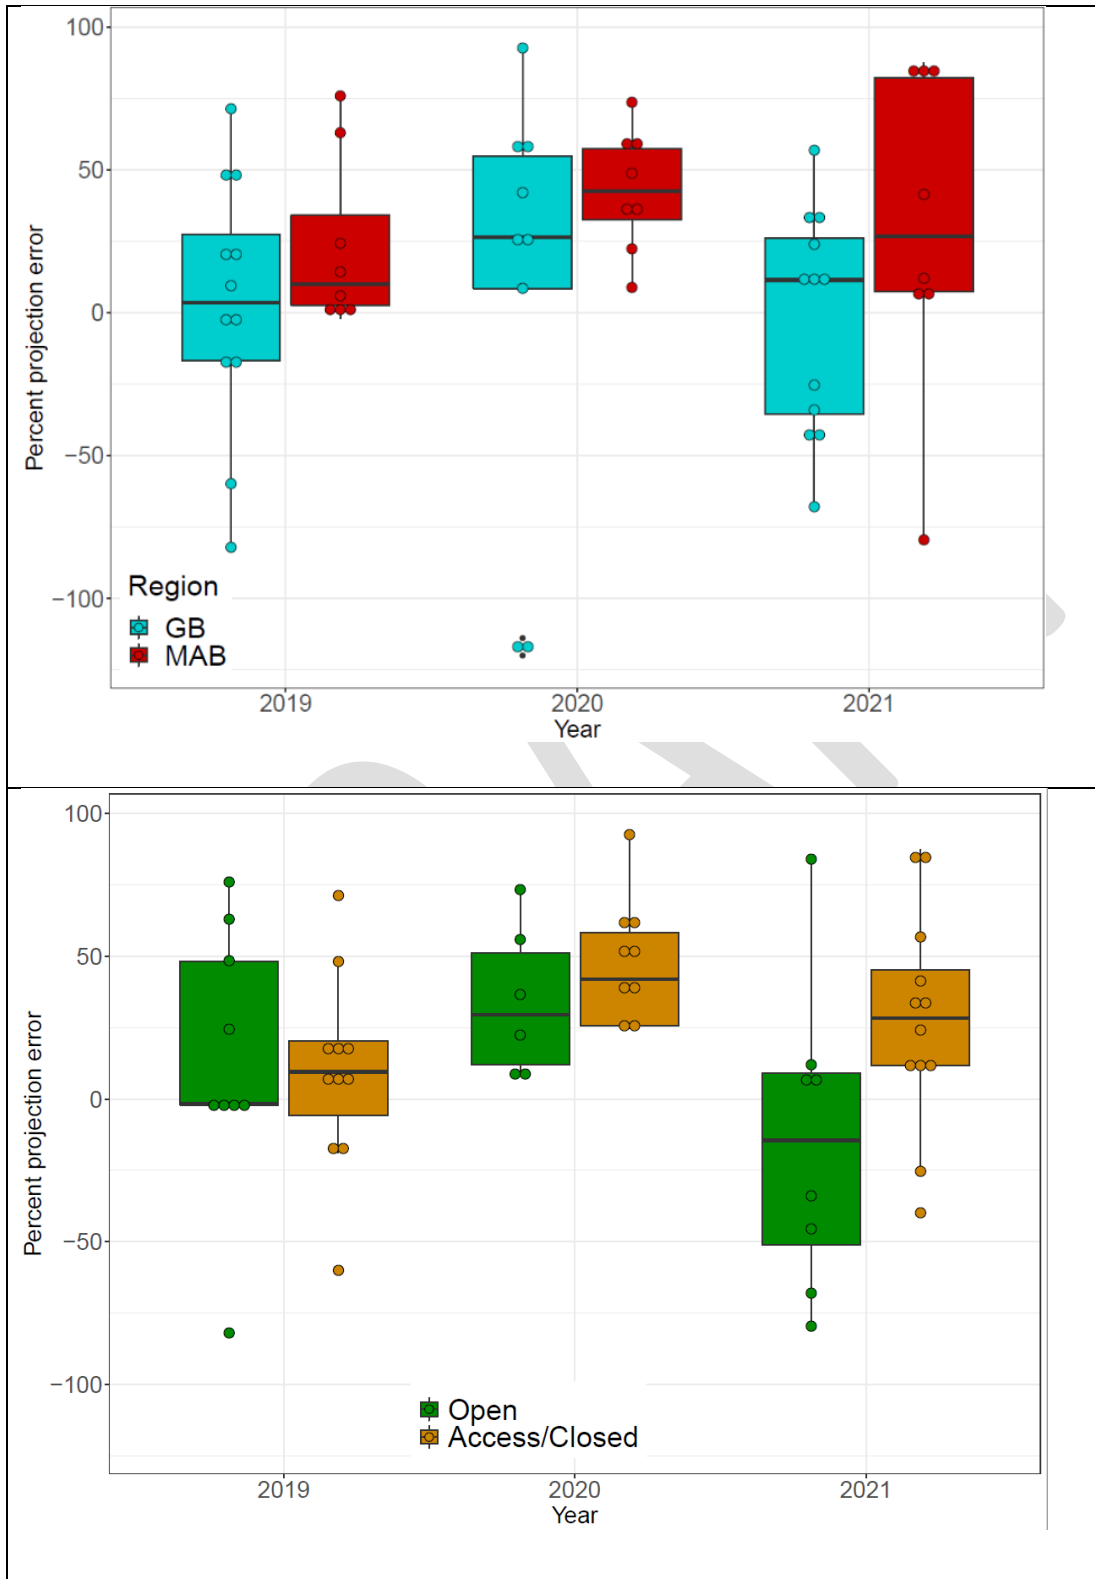 100
50
0
−50
−100
Percent projection error
Region
GB
MAB
2019
2020
2021
Year
100
50
0
−50
−100
Percent projection error
Open
Access/Closed
2019
2020
2021
Year